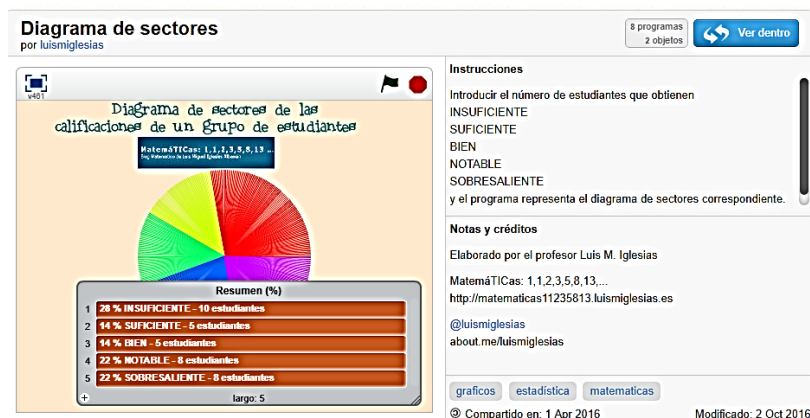 Diagrama de sectores
por luismiglesias
8 programas
2 objetos
Ver dentro
v461
Diagrama de sectores de las
calificaciones de un grupo de estudiantes
MatemáTICas: 1,1,2,3,5,8,13 ...
Resumen (%)
1 28 % INSUFICIENTE - 10 estudiantes
2 14 % SUFICIENTE - 5 estudiantes
3 14 % BIEN - 5 estudiantes
4 22 % NOTABLE - 8 estudiantes
5 22 % SOBRESALIENTE - 8 estudiantes
+ largo: 5
Instrucciones
Introducir el número de estudiantes que obtienen
INSUFICIENTE
SUFICIENTE
BIEN
NOTABLE
SOBRESALIENTE
y el programa representa el diagrama de sectores correspondiente.
Notas y créditos
Elaborado por el profesor Luis M. Iglesias
MatemáTICas: 1,1,2,3,5,8,13,...
http://matematicas11235813.luismiglesias.es
@luismiglesias
about.me/luismiglesias
graficos estadística matematicas
Compartido en: 1 Apr 2016 Modificado: 2 Oct 2016